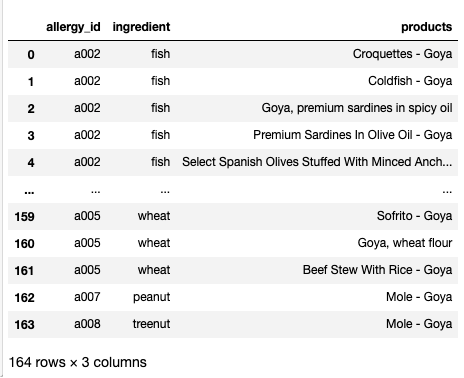 allergy_id ingredient products
0 a002 fish Croquettes - Goya
1 a002 fish Coldfish - Goya
2 a002 fish Goya, premium sardines in spicy oil
3 a002 fish Premium Sardines In Olive Oil - Goya
4 a002 fish Select Spanish Olives Stuffed With Minced Anch...
... ... ... ...
159 a005 wheat Sofrito - Goya
160 a005 wheat Goya, wheat flour
161 a005 wheat Beef Stew With Rice - Goya
162 a007 peanut Mole - Goya
163 a008 treenut Mole - Goya
164 rows × 3 columns